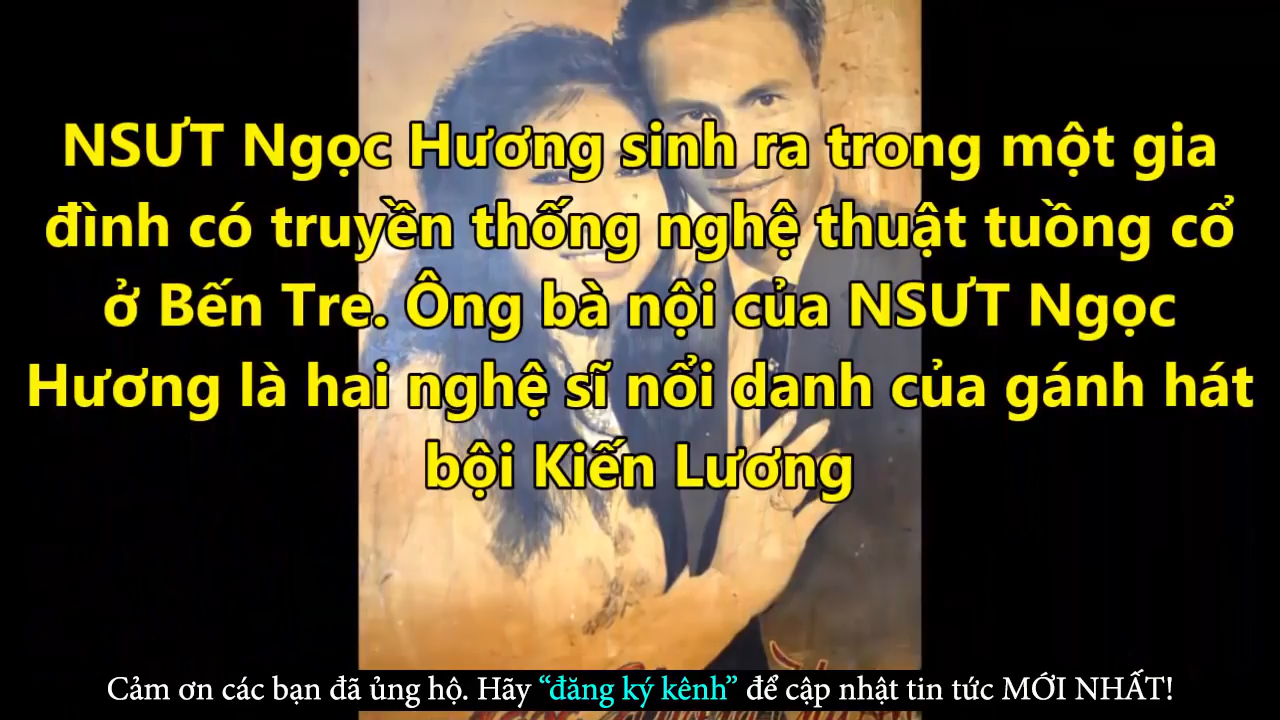 NSƯT Ngọc Hương sinh ra trong một gia
đình có truyền thống nghệ thuật tuồng cổ
ở Bến Tre. Ông bà nội của NSƯT Ngọc
Hương là hai nghệ sĩ nổi danh của gánh hát
bội Kiến Lương
Cảm ơn các bạn đã ủng hộ. Hãy “đăng ký kênh” để cập nhật tin tức MỚI NHẤT!